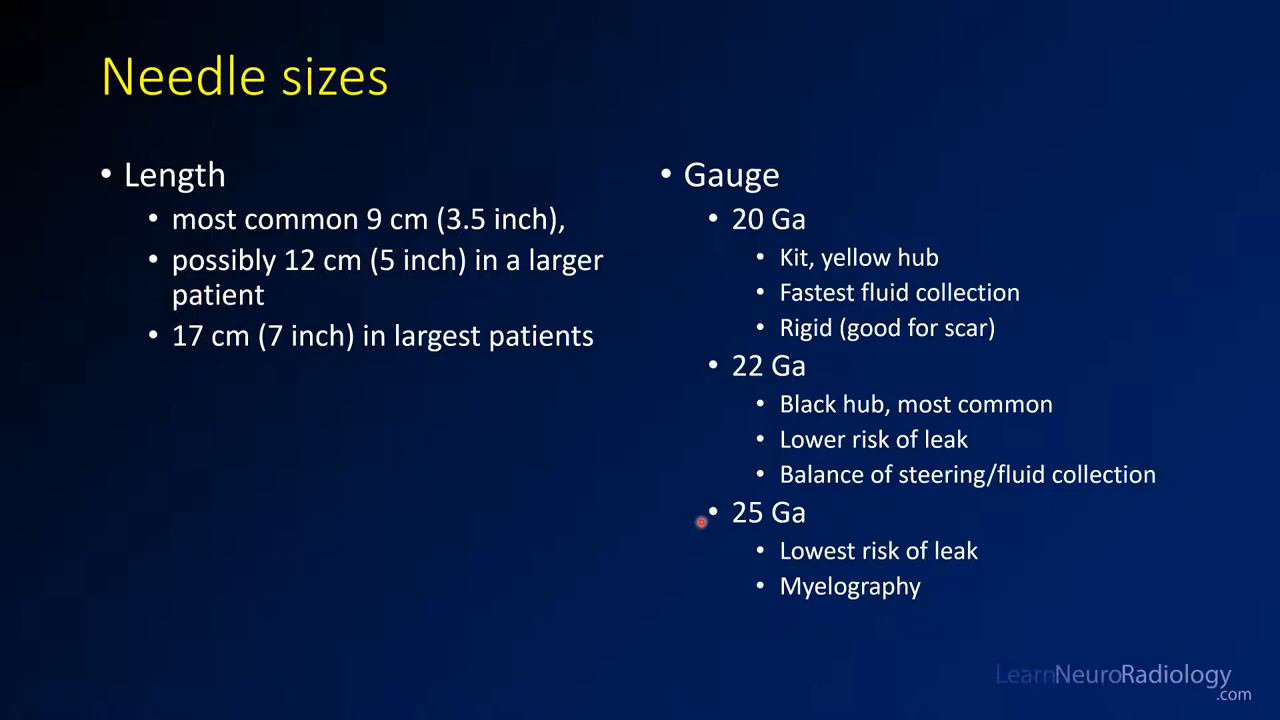 Needle sizes
• Length
• most common 9 cm (3.5 inch),
• possibly 12 cm (5 inch) in a larger
patient
• 17 cm (7 inch) in largest patients
• Gauge
• 20 Ga
• Kit, yellow hub
• Fastest fluid collection
• Rigid (good for scar)
• 22 Ga
• Black hub, most common
• Lower risk of leak
• Balance of steering/fluid collection
• 25 Ga
• Lowest risk of leak
• Myelography
LearnNeuroRadiology
.com